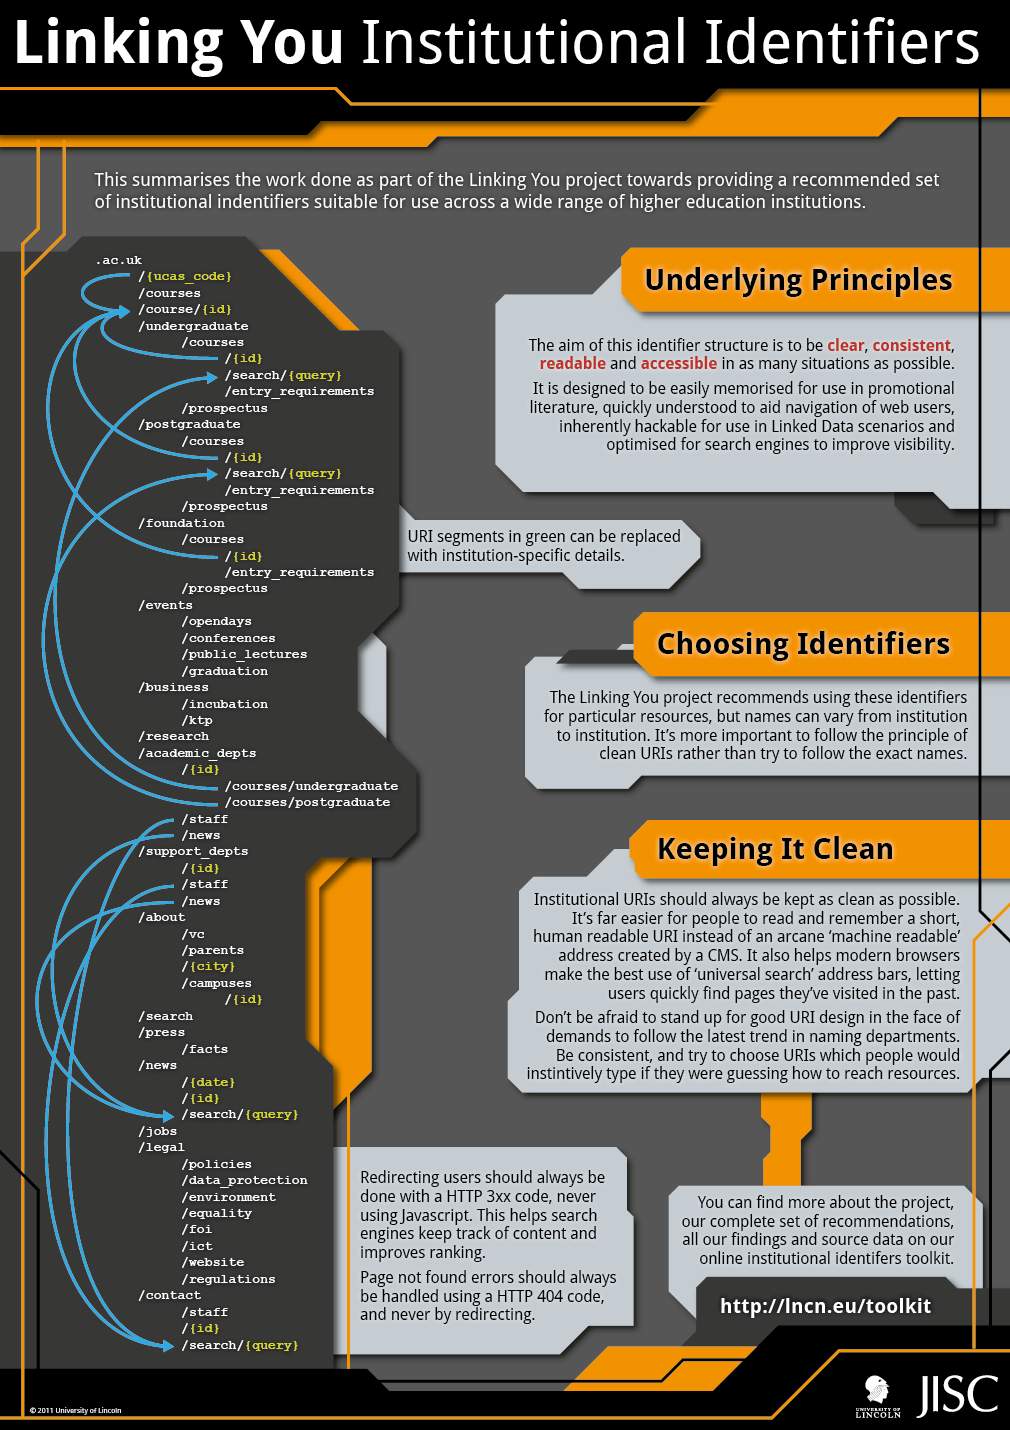 Linking You Institutional Identifiers
This summarises the work done as part of the Linking You project towards providing a recommended set
of institutional indentifiers suitable for use across a wide range of higher education institutions.
.ac.uk
/{ucas_code}
/courses
/course/{id}
/undergraduate
/courses
/{id}
/search/{query}
/entry_requirements
/prospectus
/postgraduate
/courses
/{id}
/search/{query}
/entry_requirements
/prospectus
/foundation
/courses
/{id}
/entry_requirements
/prospectus
/events
/opendays
/conferences
/public_lectures
/graduation
/business
/incubation
/ktp
/research
/academic_depts
/{id}
/courses/undergraduate
/courses/postgraduate
/staff
/news
/support_depts
/{id}
/staff
/news
/about
/vc
/parents
/{city}
/campuses
/{id}
/search
/press
/facts
/news
/{date}
/{id}
/search/{query}
/jobs
/legal
/policies
/data_protection
/environment
/equality
/foi
/ict
/website
/regulations
/contact
/staff
/{id}
/search/{query}
Underlying Principles
The aim of this identifier structure is to be clear, consistent,
readable and accessible in as many situations as possible.
It is designed to be easily memorised for use in promotional
literature, quickly understood to aid navigation of web users,
inherently hackable for use in Linked Data scenarios and
optimised for search engines to improve visibility.
URI segments in green can be replaced
with institution-specific details.
Choosing Identifiers
The Linking You project recommends using these identifiers
for particular resources, but names can vary from institution
to institution. It’s more important to follow the principle of
clean URIs rather than try to follow the exact names.
Keeping It Clean
Institutional URIs should always be kept as clean as possible.
It’s far easier for people to read and remember a short,
human readable URI instead of an arcane ‘machine readable’
address created by a CMS. It also helps modern browsers
make the best use of ‘universal search’ address bars, letting
users quickly find pages they’ve visited in the past.
Don’t be afraid to stand up for good URI design in the face of
demands to follow the latest trend in naming departments.
Be consistent, and try to choose URIs which people would
instintively type if they were guessing how to reach resources.
Redirecting users should always be
done with a HTTP 3xx code, never
using Javascript. This helps search
engines keep track of content and
improves ranking.
Page not found errors should always
be handled using a HTTP 404 code,
and never by redirecting.
You can find more about the project,
our complete set of recommendations,
all our findings and source data on our
online institutional identifers toolkit.
http://lncn.eu/toolkit
© 2011 University of Lincoln
UNIVERSITY OF
LINCOLN
JISC